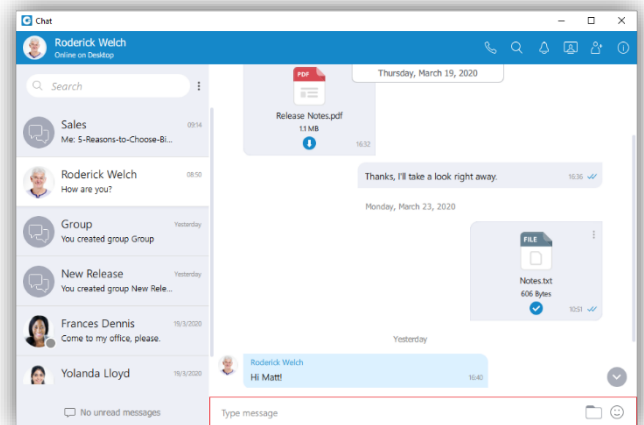 Chat
Roderick Welch
Online on Desktop
Search
Sales
09:14
Me: 5-Reasons-to-Choose-Bi...
Roderick Welch
08:50
How are you?
Group
Yesterday
You created group Group
New Release
Yesterday
You created group New Rele...
Frances Dennis
19/3/2020
Come to my office, please.
Yolanda Lloyd
19/3/2020
No unread messages
Thursday, March 19, 2020
PDF
Release Notes.pdf
1.1 MB
16:32
Thanks, I'll take a look right away.
16:36
Monday, March 23, 2020
FILE
Notes.txt
606 Bytes
10:51
Yesterday
Roderick Welch
Hi Matt!
16:40
Type message